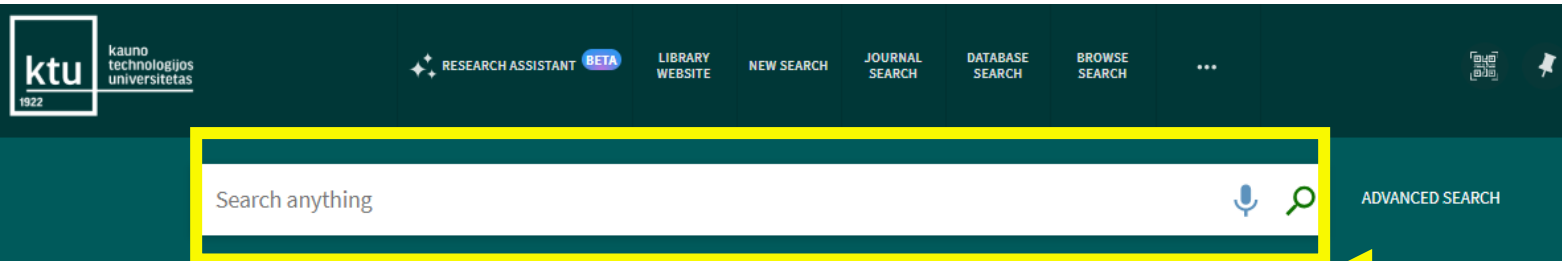 ktu
1922
kauno
technologijos
universitetas
RESEARCH ASSISTANT BETA
LIBRARY
WEBSITE
NEW SEARCH
JOURNAL
SEARCH
DATABASE
SEARCH
BROWSE
SEARCH
...
Search anything
ADVANCED SEARCH